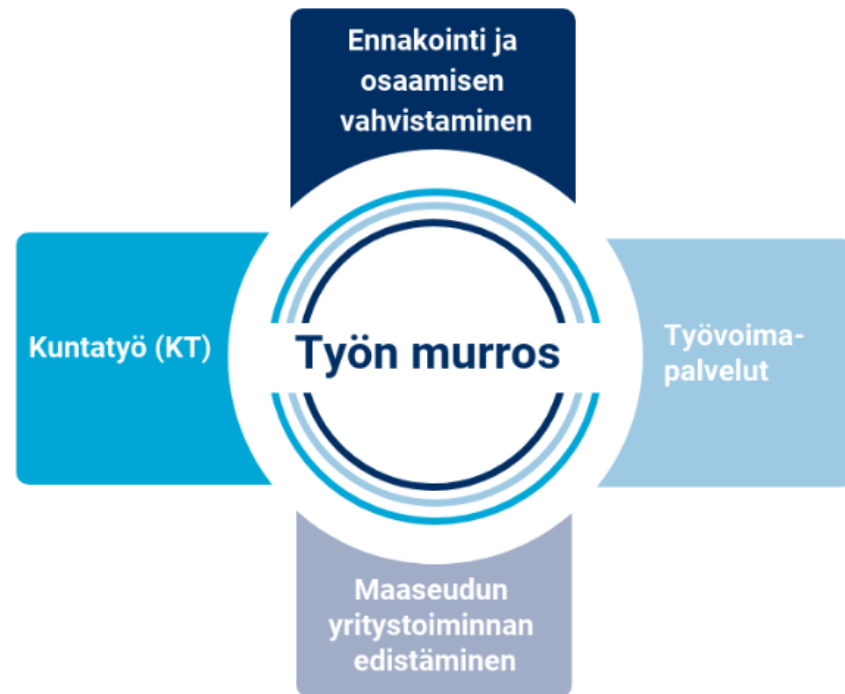 Ennakointi ja
osaamisen
vahvistaminen
Kuntatyö (KT)
Työn murros
Työvoima-
palvelut
Maaseudun
yritystoiminnan
edistäminen